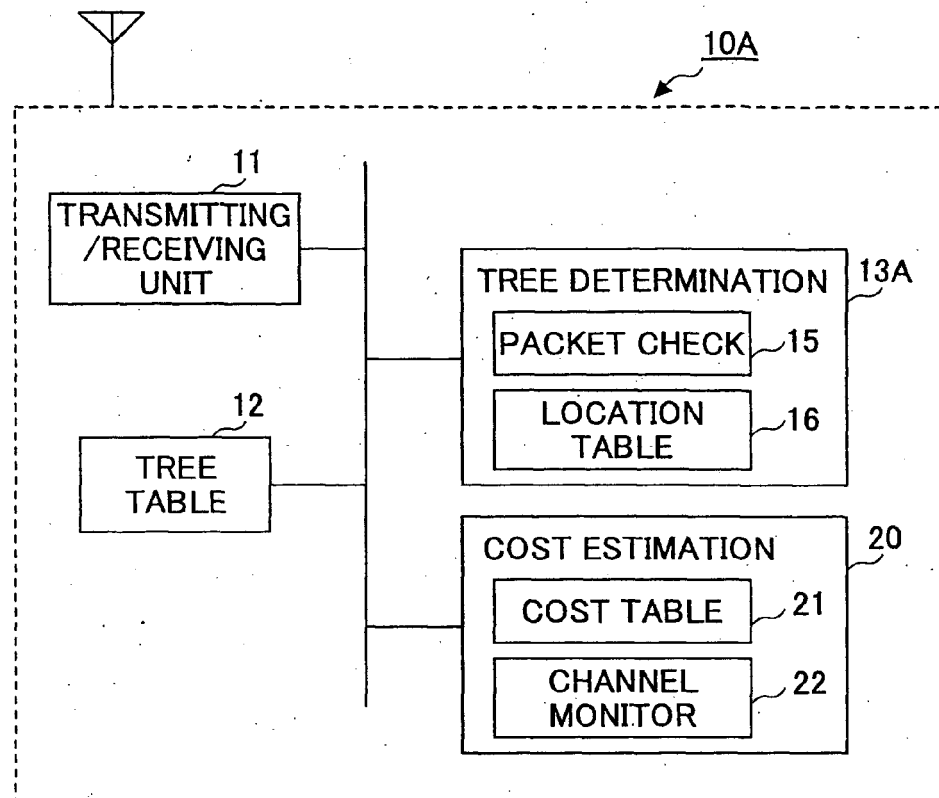 10A
11
TRANSMITTING
/RECEIVING
UNIT
TREE DETERMINATION
13A
PACKET CHECK
15
LOCATION
TABLE
16
12
TREE
TABLE
COST ESTIMATION
20
COST TABLE
21
CHANNEL
MONITOR
22